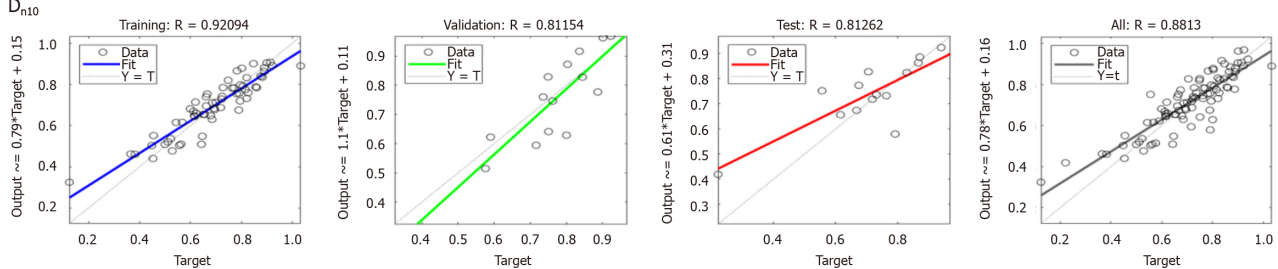 Dn10
Training: R = 0.92094
Output ~= 0.79*Target + 0.15
1.0
0.8
0.6
0.4
0.2
Data
Fit
Y = T
0.2 0.4 0.6 0.8 1.0
Target
Validation: R = 0.81154
Output ~= 1.1*Target + 0.11
0.9
0.8
0.7
0.6
0.5
0.4
Data
Fit
Y = T
0.4 0.5 0.6 0.7 0.8 0.9
Target
Test: R = 0.81262
Output ~= 0.61*Target + 0.31
0.9
0.8
0.7
0.6
0.5
0.4
0.3
Data
Fit
Y = T
0.4 0.6 0.8
Target
All: R = 0.8813
Output ~= 0.78*Target + 0.16
1.0
0.8
0.6
0.4
0.2
Data
Fit
Y=t
0.2 0.4 0.6 0.8 1.0
Target